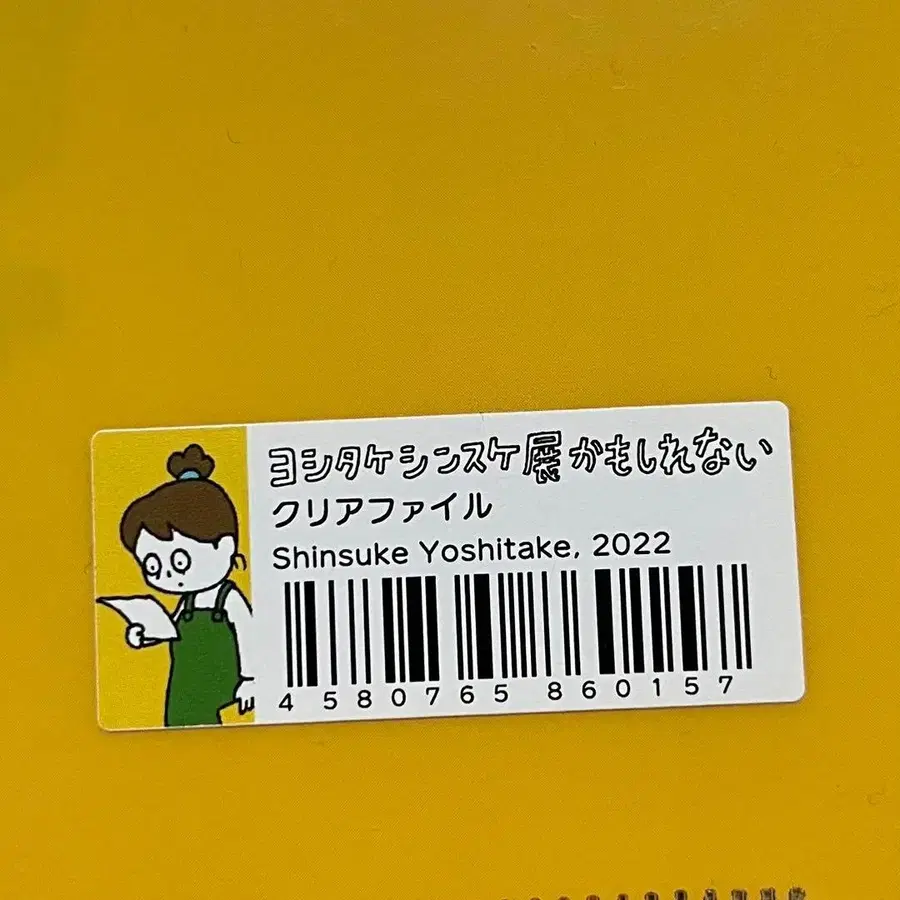 ヨシタケシンスケ展かもしれない
クリアファイル
Shinsuke Yoshitake, 2022
4 580765 860157